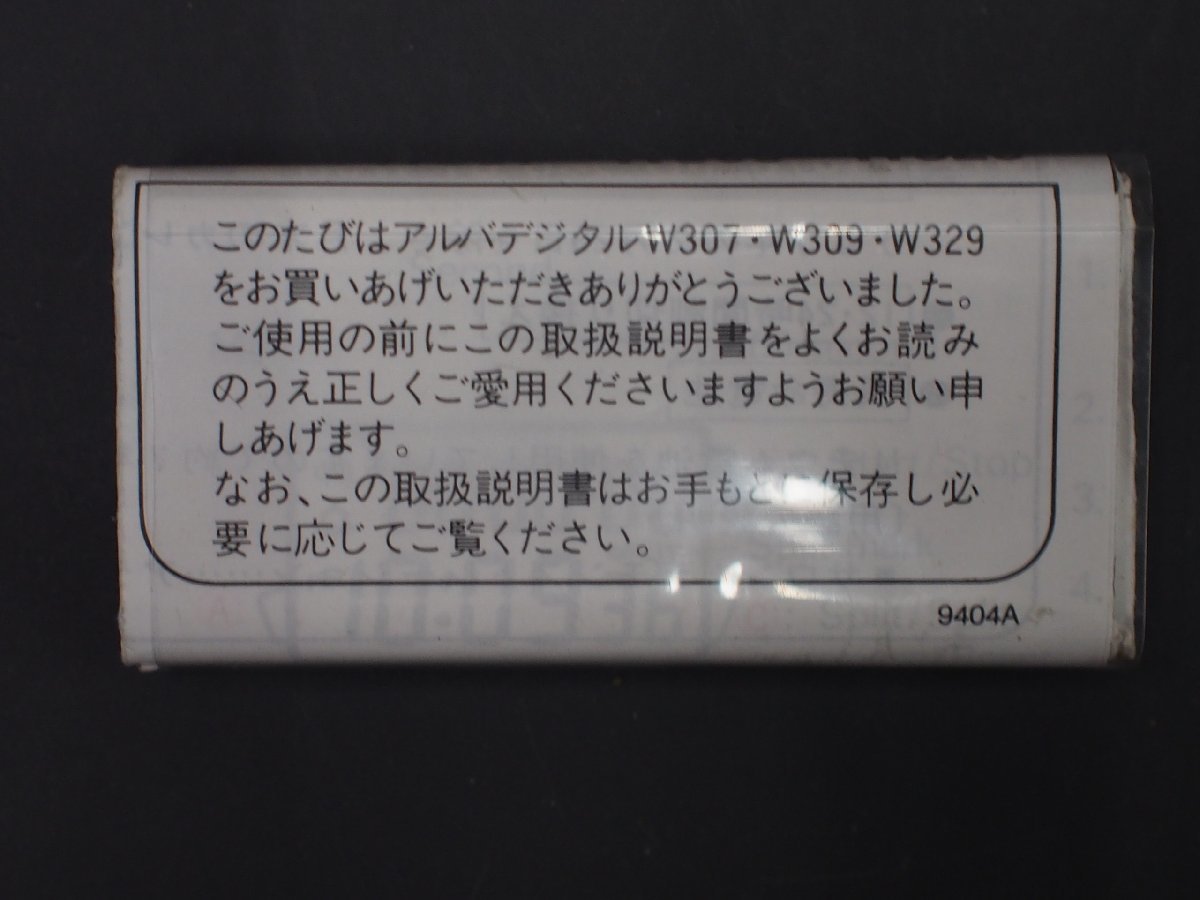 このたびはアルバデジタルW307・W309・W329
をお買いあげいただきありがとうございました。
ご使用の前にこの取扱説明書をよくお読み
のうえ正しくご愛用くださいますようお願い申
しあげます。
なお、この取扱説明書はお手もとに保存し必
要に応じてご覧ください。
9404A